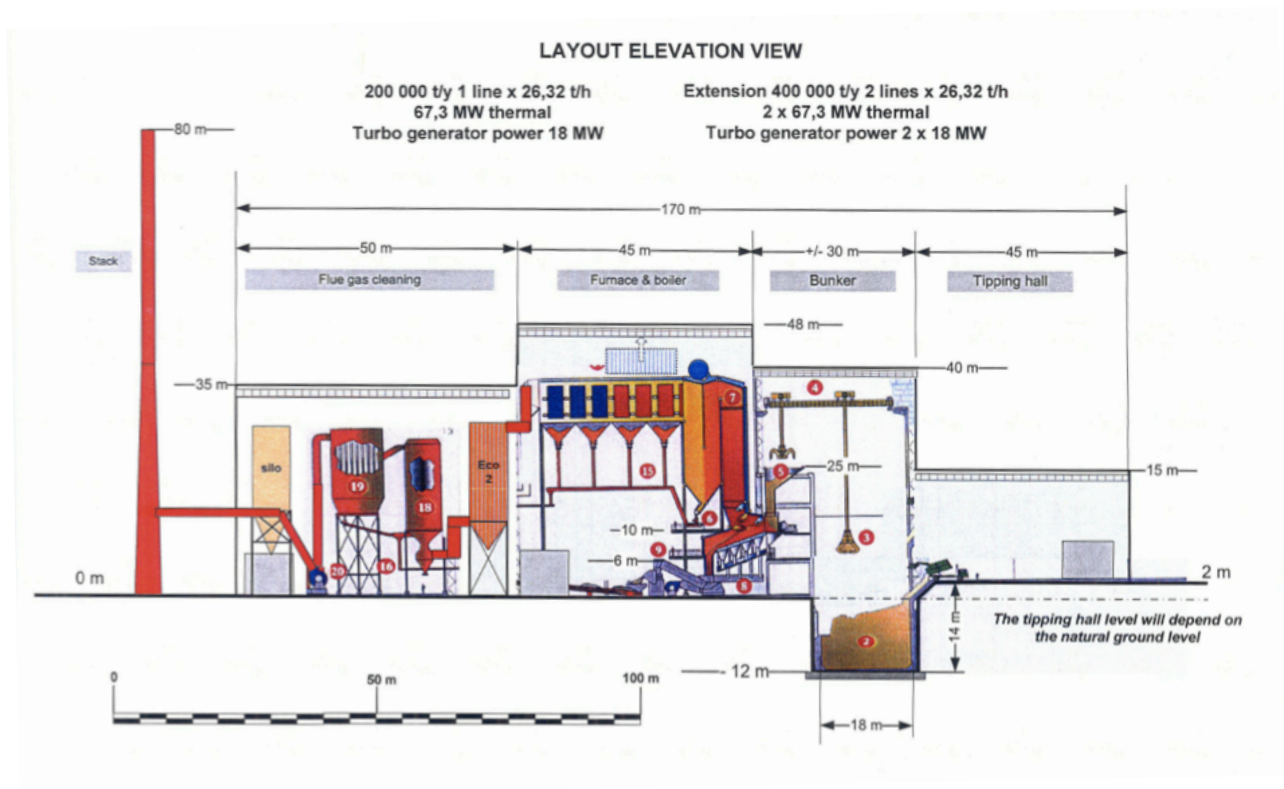 LAYOUT ELEVATION VIEW
200 000 t/y 1 line x 26,32 t/h
67,3 MW thermal
Turbo generator power 18 MW
Extension 400 000 t/y 2 lines x 26,32 t/h
2 x 67,3 MW thermal
Turbo generator power 2 x 18 MW
80 m
170 m
50 m
45 m
+/- 30 m
45 m
Stack
Flue gas cleaning
Furnace & boiler
Bunker
Tipping hall
48 m
40 m
35 m
4
7
silo
Eco
2
19
18
15
5
25 m
15 m
6
10 m
3
9
6 m
20
16
8
0 m
2 m
14 m
The tipping hall level will depend on
the natural ground level
2
- 12 m
0
50 m
100 m
18 m